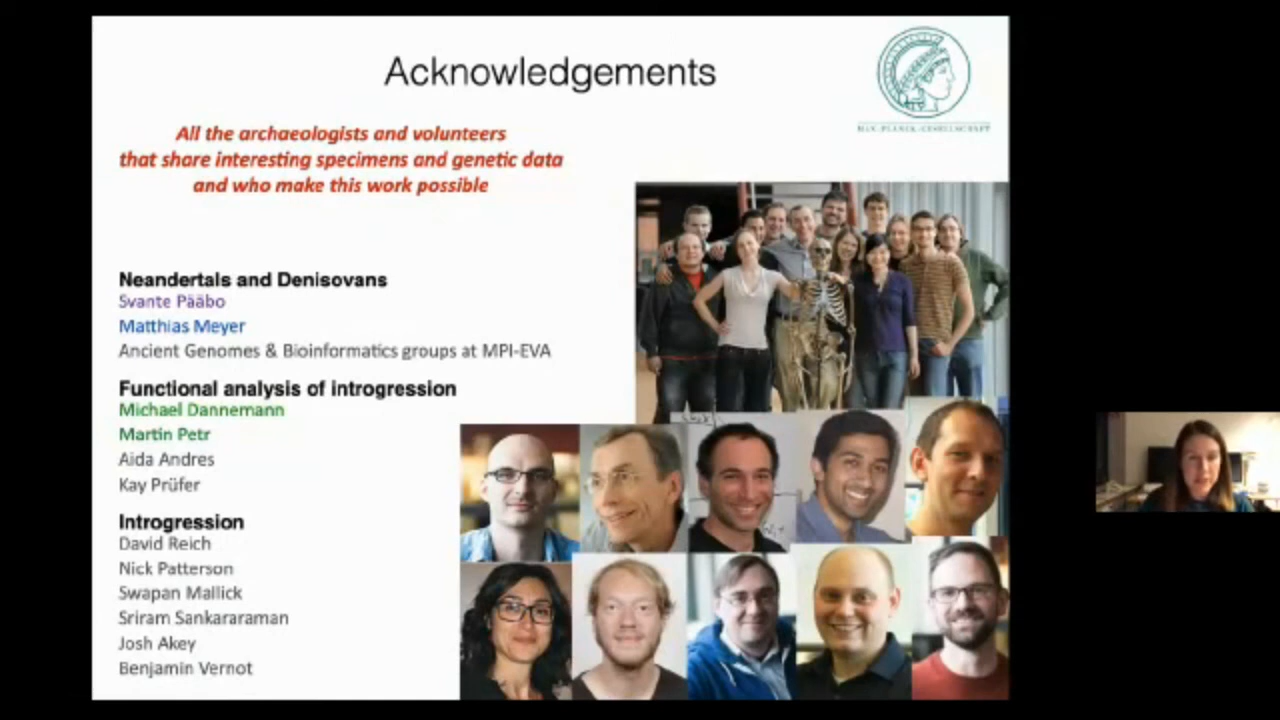 Acknowledgements
MAX-PLANCK-GESELLSCHAFT
All the archaeologists and volunteers
that share interesting specimens and genetic data
and who make this work possible
Neandertals and Denisovans
Svante Pääbo
Matthias Meyer
Ancient Genomes & Bioinformatics groups at MPI-EVA
Functional analysis of introgression
Michael Dannemann
Martin Petr
Aida Andres
Kay Prüfer
Introgression
David Reich
Nick Patterson
Swapan Mallick
Sriram Sankararaman
Josh Akey
Benjamin Vernot